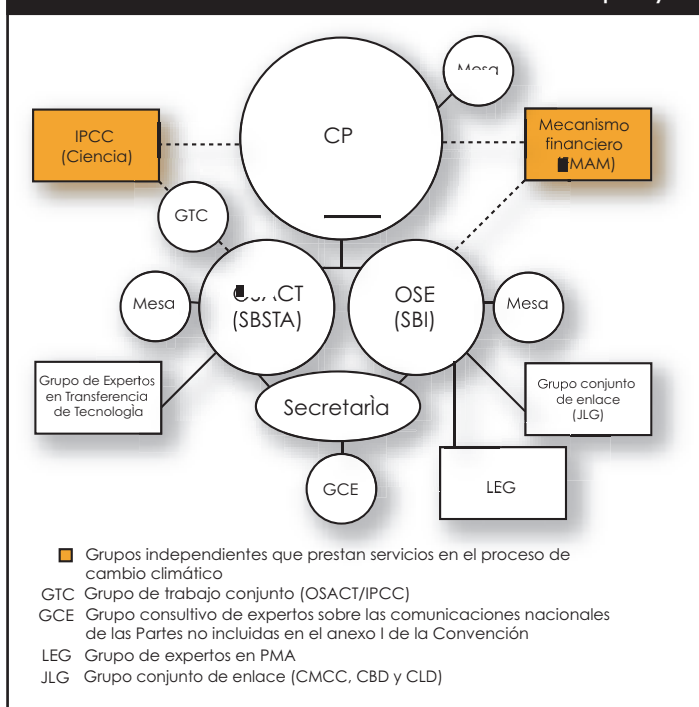 Mesa
CP
IPCC
(Ciencia)
Mecanismo
financiero
GTC
Mesa
(SBSTA)
OSE
(SBI)
Mesa
Grupo de Expertos
en Transferencia
de Tecnologìa
Secretarìa
Grupo conjunto
de enlace
(JLG)
GCE
LEG
Grupos independientes que prestan servicios en el proceso de
cambio climático
GTC Grupo de trabajo conjunto (OSACT/IPCC)
GCE Grupo consultivo de expertos sobre las comunicaciones nacionales
de las Partes no incluidas en el anexo I de la Convención
LEG Grupo de expertos en PMA
JLG Grupo conjunto de enlace (CMCC, CBD y CLD)